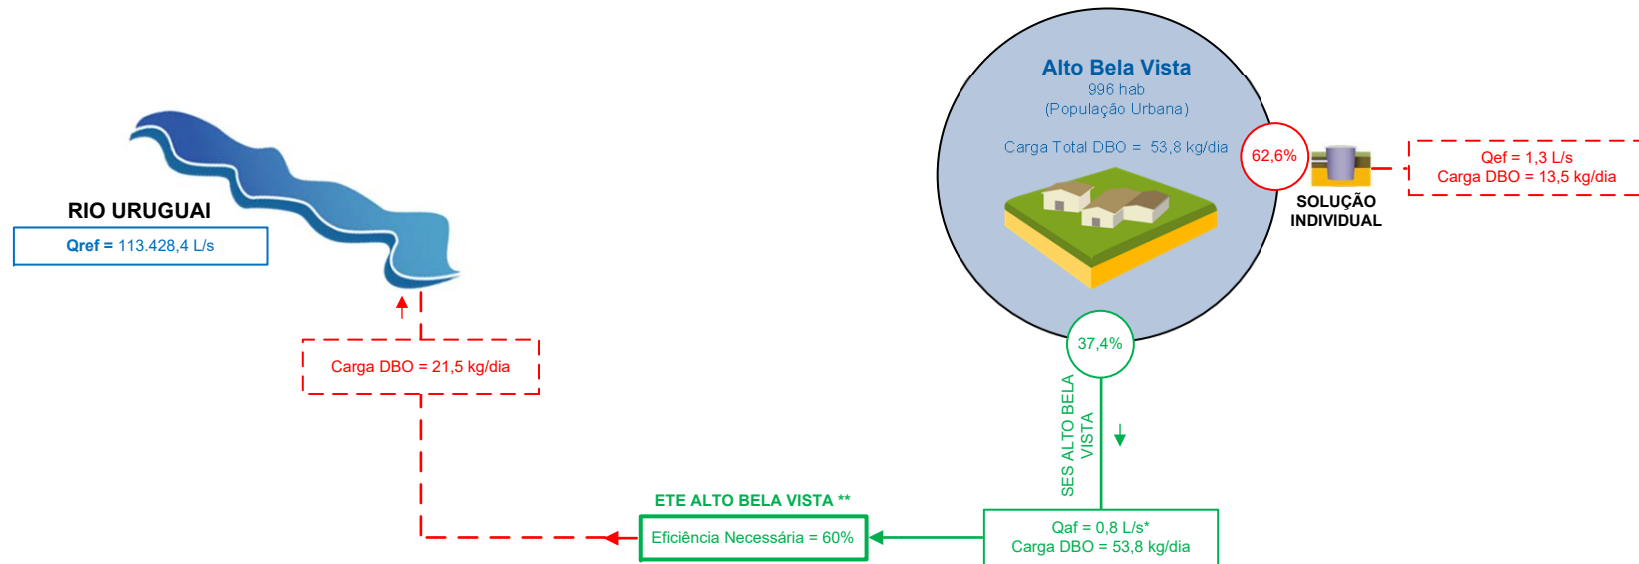 Alto Bela Vista
996 hab
(População Urbana)
Carga Total DBO = 53,8 kg/dia
62,6%
SOLUÇÃO
INDIVIDUAL
Qef = 1,3 L/s
Carga DBO = 13,5 kg/dia
RIO URUGUAI
Qref = 113.428,4 L/s
Carga DBO = 21,5 kg/dia
37,4%
SES ALTO BELA
VISTA
ETE ALTO BELA VISTA **
Eficiência Necessária = 60%
Qaf = 0,8 L/s*
Carga DBO = 53,8 kg/dia